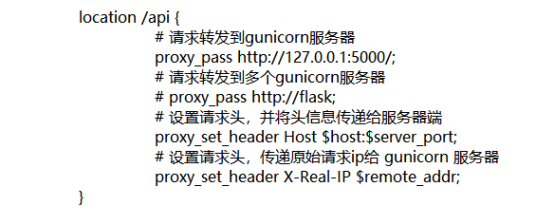 location /api {
# 请求转发到gunicorn服务器
proxy_pass http://127.0.0.1:5000/;
# 请求转发到多个gunicorn服务器
# proxy_pass http://flask;
# 设置请求头，并将头信息传递给服务器端
proxy_set_header Host $host:$server_port;
# 设置请求头，传递原始请求ip给 gunicorn 服务器
proxy_set_header X-Real-IP $remote_addr;
}